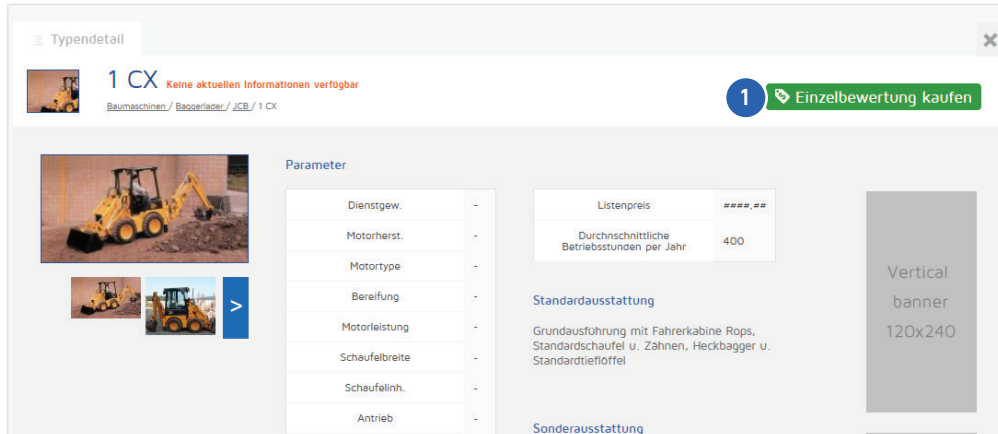 Typendetail
1 CX Keine aktuellen Informationen verfügbar
Baumaschinen / Baggerlader / JCB / 1 CX
1
Einzelbewertung kaufen
Parameter
Dienstgew. -
Motorherst. -
Motortype -
Bereifung -
Motorleistung -
Schaufelbreite -
Schaufelinh. -
Antrieb -
Listenpreis ####,##
Durchnschnittliche
Betriebsstunden per Jahr 400
Standardausstattung
Grundausführung mit Fahrerkabine Rops,
Standardschaufel u. Zähnen, Heckbagger u.
Standardtieflöffel
Sonderausstattung
Vertical
banner
120x240
>